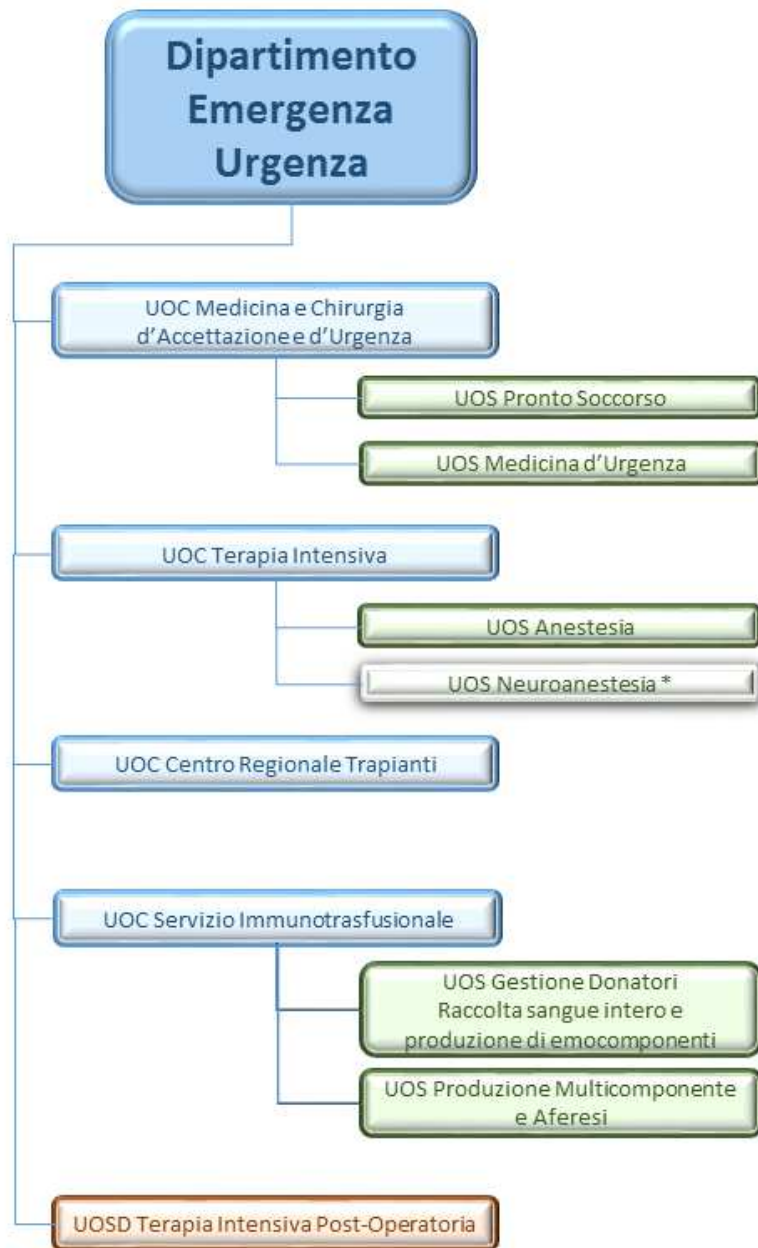 Dipartimento
Emergenza
Urgenza
UOC Medicina e Chirurgia
d’Accettazione e d’Urgenza
UOS Pronto Soccorso
UOS Medicina d’Urgenza
UOC Terapia Intensiva
UOS Anestesia
UOS Neuroanestesia *
UOC Centro Regionale Trapianti
UOC Servizio Immunotrasfusionale
UOS Gestione Donatori
Raccolta sangue intero e
produzione di emocomponenti
UOS Produzione Multicomponente
e Aferesi
UOSD Terapia Intensiva Post-Operatoria